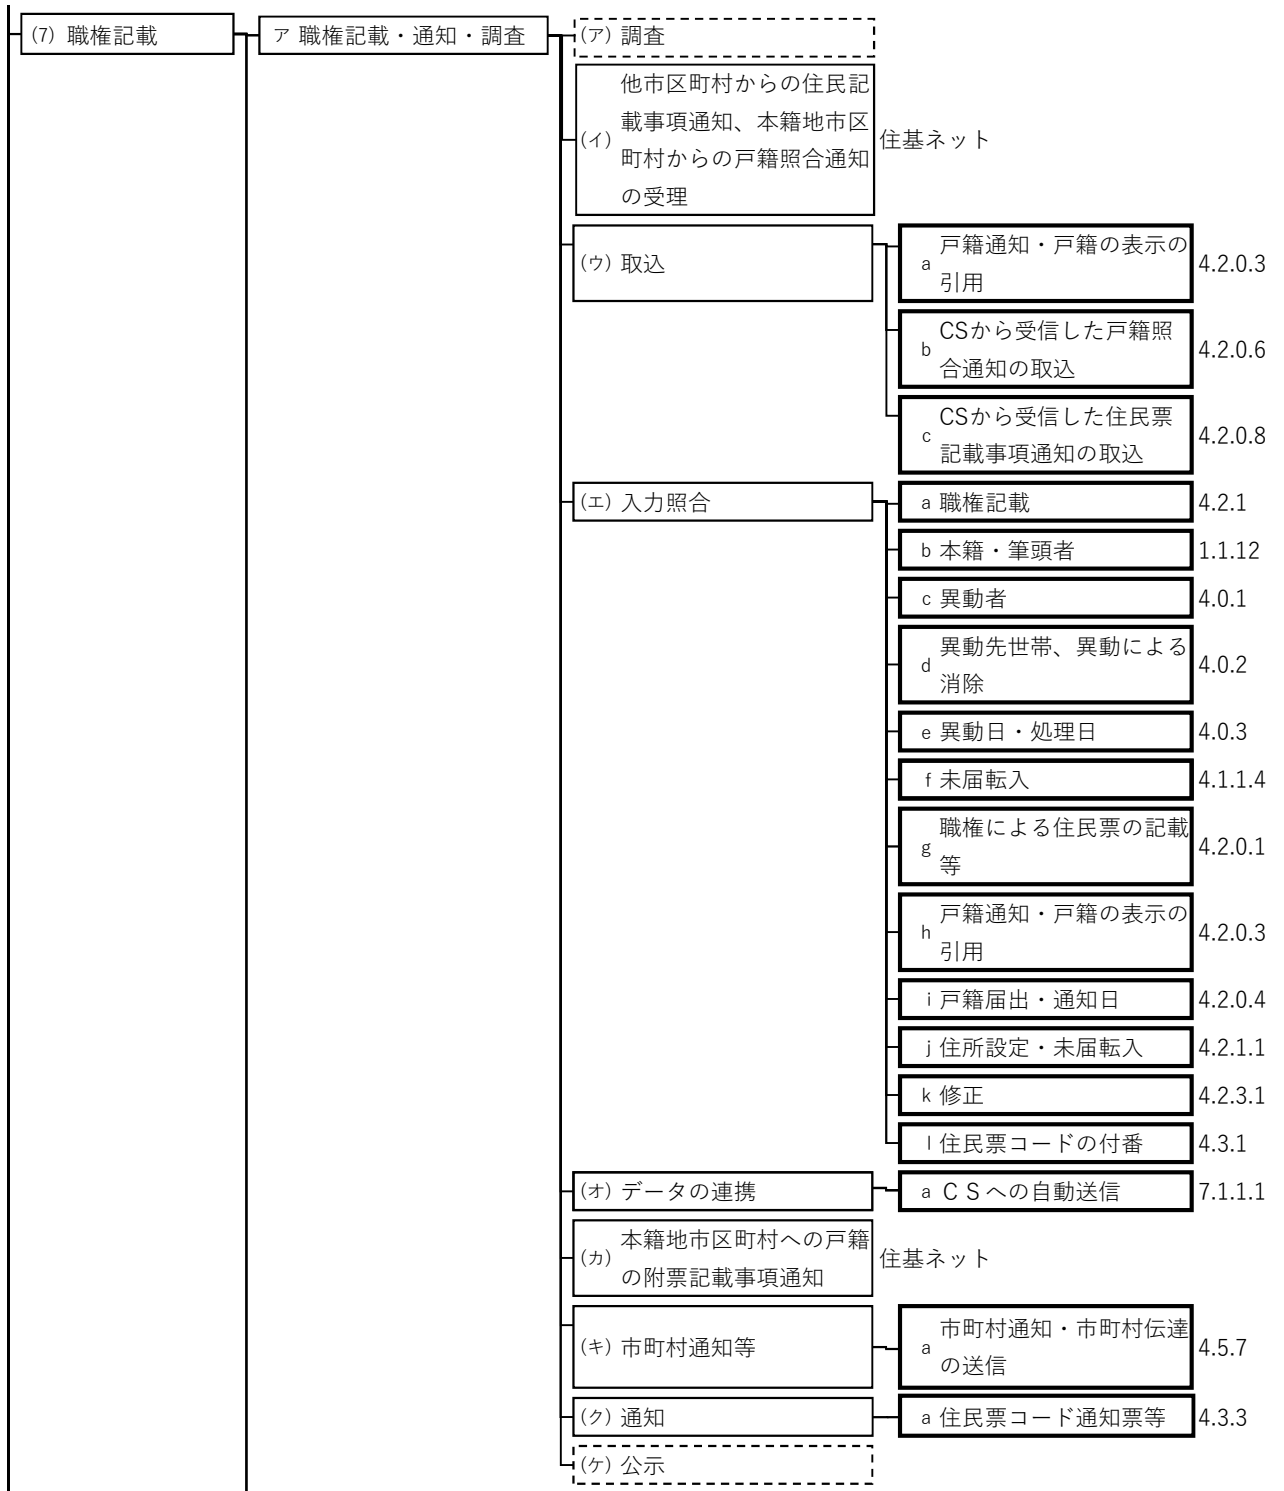 (7) 職権記載
ア 職権記載・通知・調査
(ア) 調査
(イ) 他市区町村からの住民記
載事項通知、本籍地市区
町村からの戸籍照合通知
の受理
住基ネット
(ウ) 取込
a 戸籍通知・戸籍の表示の
引用
4.2.0.3
b CSから受信した戸籍照
合通知の取込
4.2.0.6
c CSから受信した住民票
記載事項通知の取込
4.2.0.8
(エ) 入力照合
a 職権記載
4.2.1
b 本籍・筆頭者
1.1.12
c 異動者
4.0.1
d 異動先世帯、異動による
消除
4.0.2
e 異動日・処理日
4.0.3
f 未届転入
4.1.1.4
g 職権による住民票の記載
等
4.2.0.1
h 戸籍通知・戸籍の表示の
引用
4.2.0.3
i 戸籍届出・通知日
4.2.0.4
j 住所設定・未届転入
4.2.1.1
k 修正
4.2.3.1
l 住民票コードの付番
4.3.1
(オ) データの連携
a ＣＳへの自動送信
7.1.1.1
(カ) 本籍地市区町村への戸籍
の附票記載事項通知
住基ネット
(キ) 市町村通知等
a 市町村通知・市町村伝達
の送信
4.5.7
(ク) 通知
a 住民票コード通知票等
4.3.3
(ケ) 公示